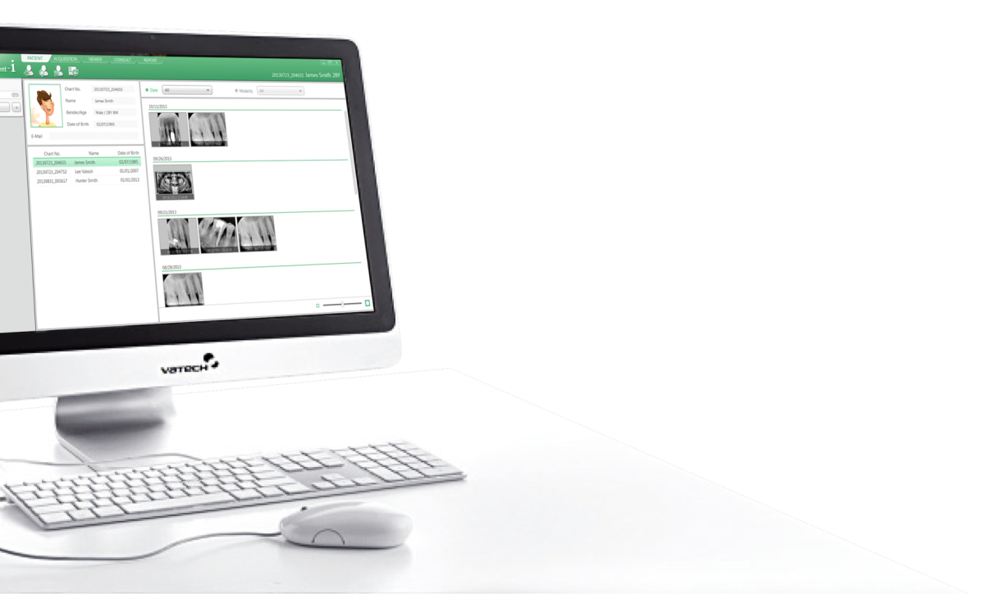 PATIENT ACQUISITION VIEWER CONSULT REPORT
ent-i
20130723_204655 James Smith 28Y
Chart No. 20130723_204655
Name James Smith
Gender/Age Male / 28Y 8M
Date of Birth 02/07/1985
E-Mail
Chart No. Name Date of Birth
20130723_204655 James Smith 02/07/1985
20130723_204752 Lee Vatech 01/01/2007
20130831_005617 Hunter Smith 01/01/2013
Date All Modality All
10/11/2013
09/26/2013
09/21/2013
08/28/2013
vatech